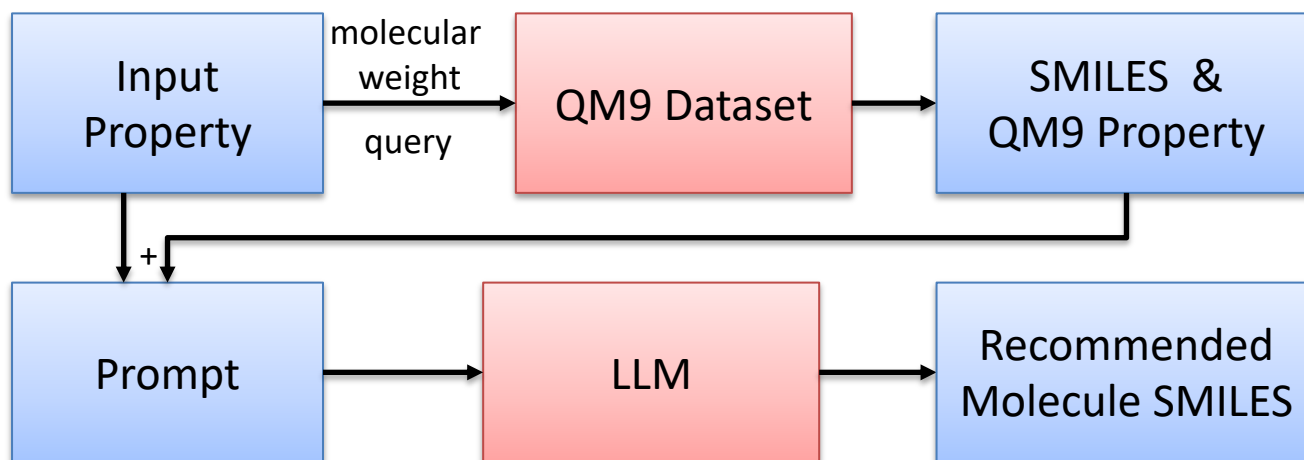 Input
Property
molecular
weight
query
QM9 Dataset
SMILES &
QM9 Property
+
Prompt
LLM
Recommended
Molecule SMILES